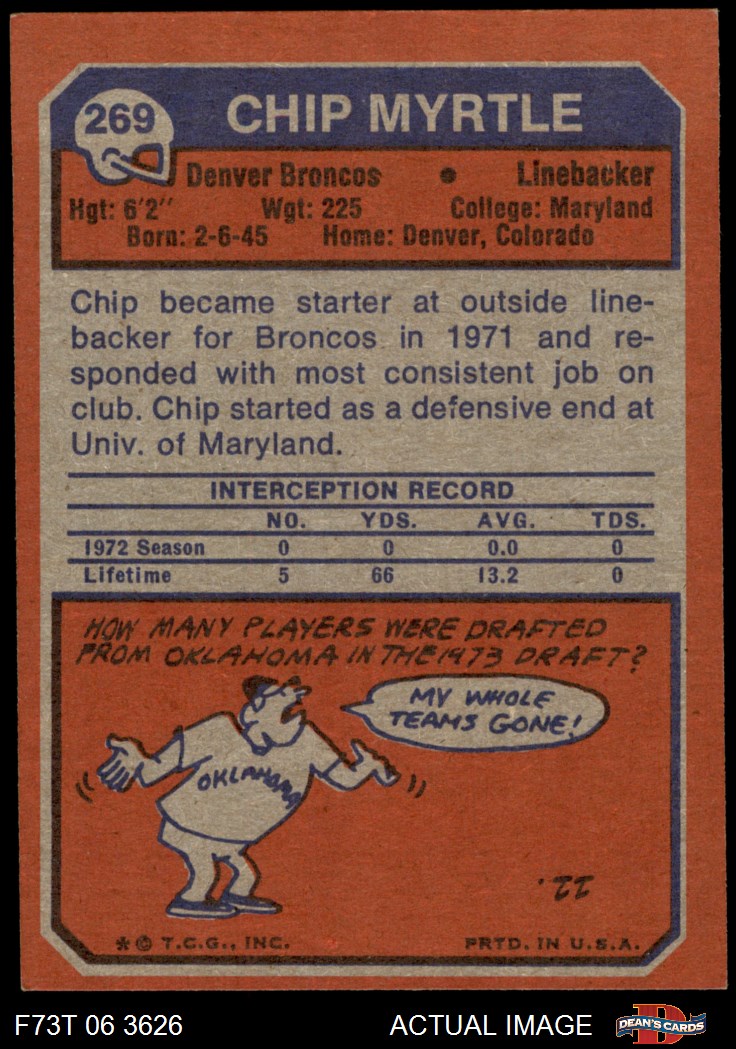 269
CHIP MYRTLE
Denver Broncos • Linebacker
Hgt: 6'2" Wgt: 225 College: Maryland
Born: 2-6-45 Home: Denver, Colorado
Chip became starter at outside line-
backer for Broncos in 1971 and re-
sponded with most consistent job on
club. Chip started as a defensive end at
Univ. of Maryland.
INTERCEPTION RECORD
NO. YDS. AVG. TDS.
1972 Season 0 0 0.0 0
Lifetime 5 66 13.2 0
HOW MANY PLAYERS WERE DRAFTED
FROM OKLAHOMA IN THE 1973 DRAFT?
MY WHOLE
TEAMS GONE!
OKLAHOMA
22.
* © T.C.G., INC. PRTD. IN U.S.A.
F73T 06 3626 ACTUAL IMAGE
D
DEAN'S CARDS